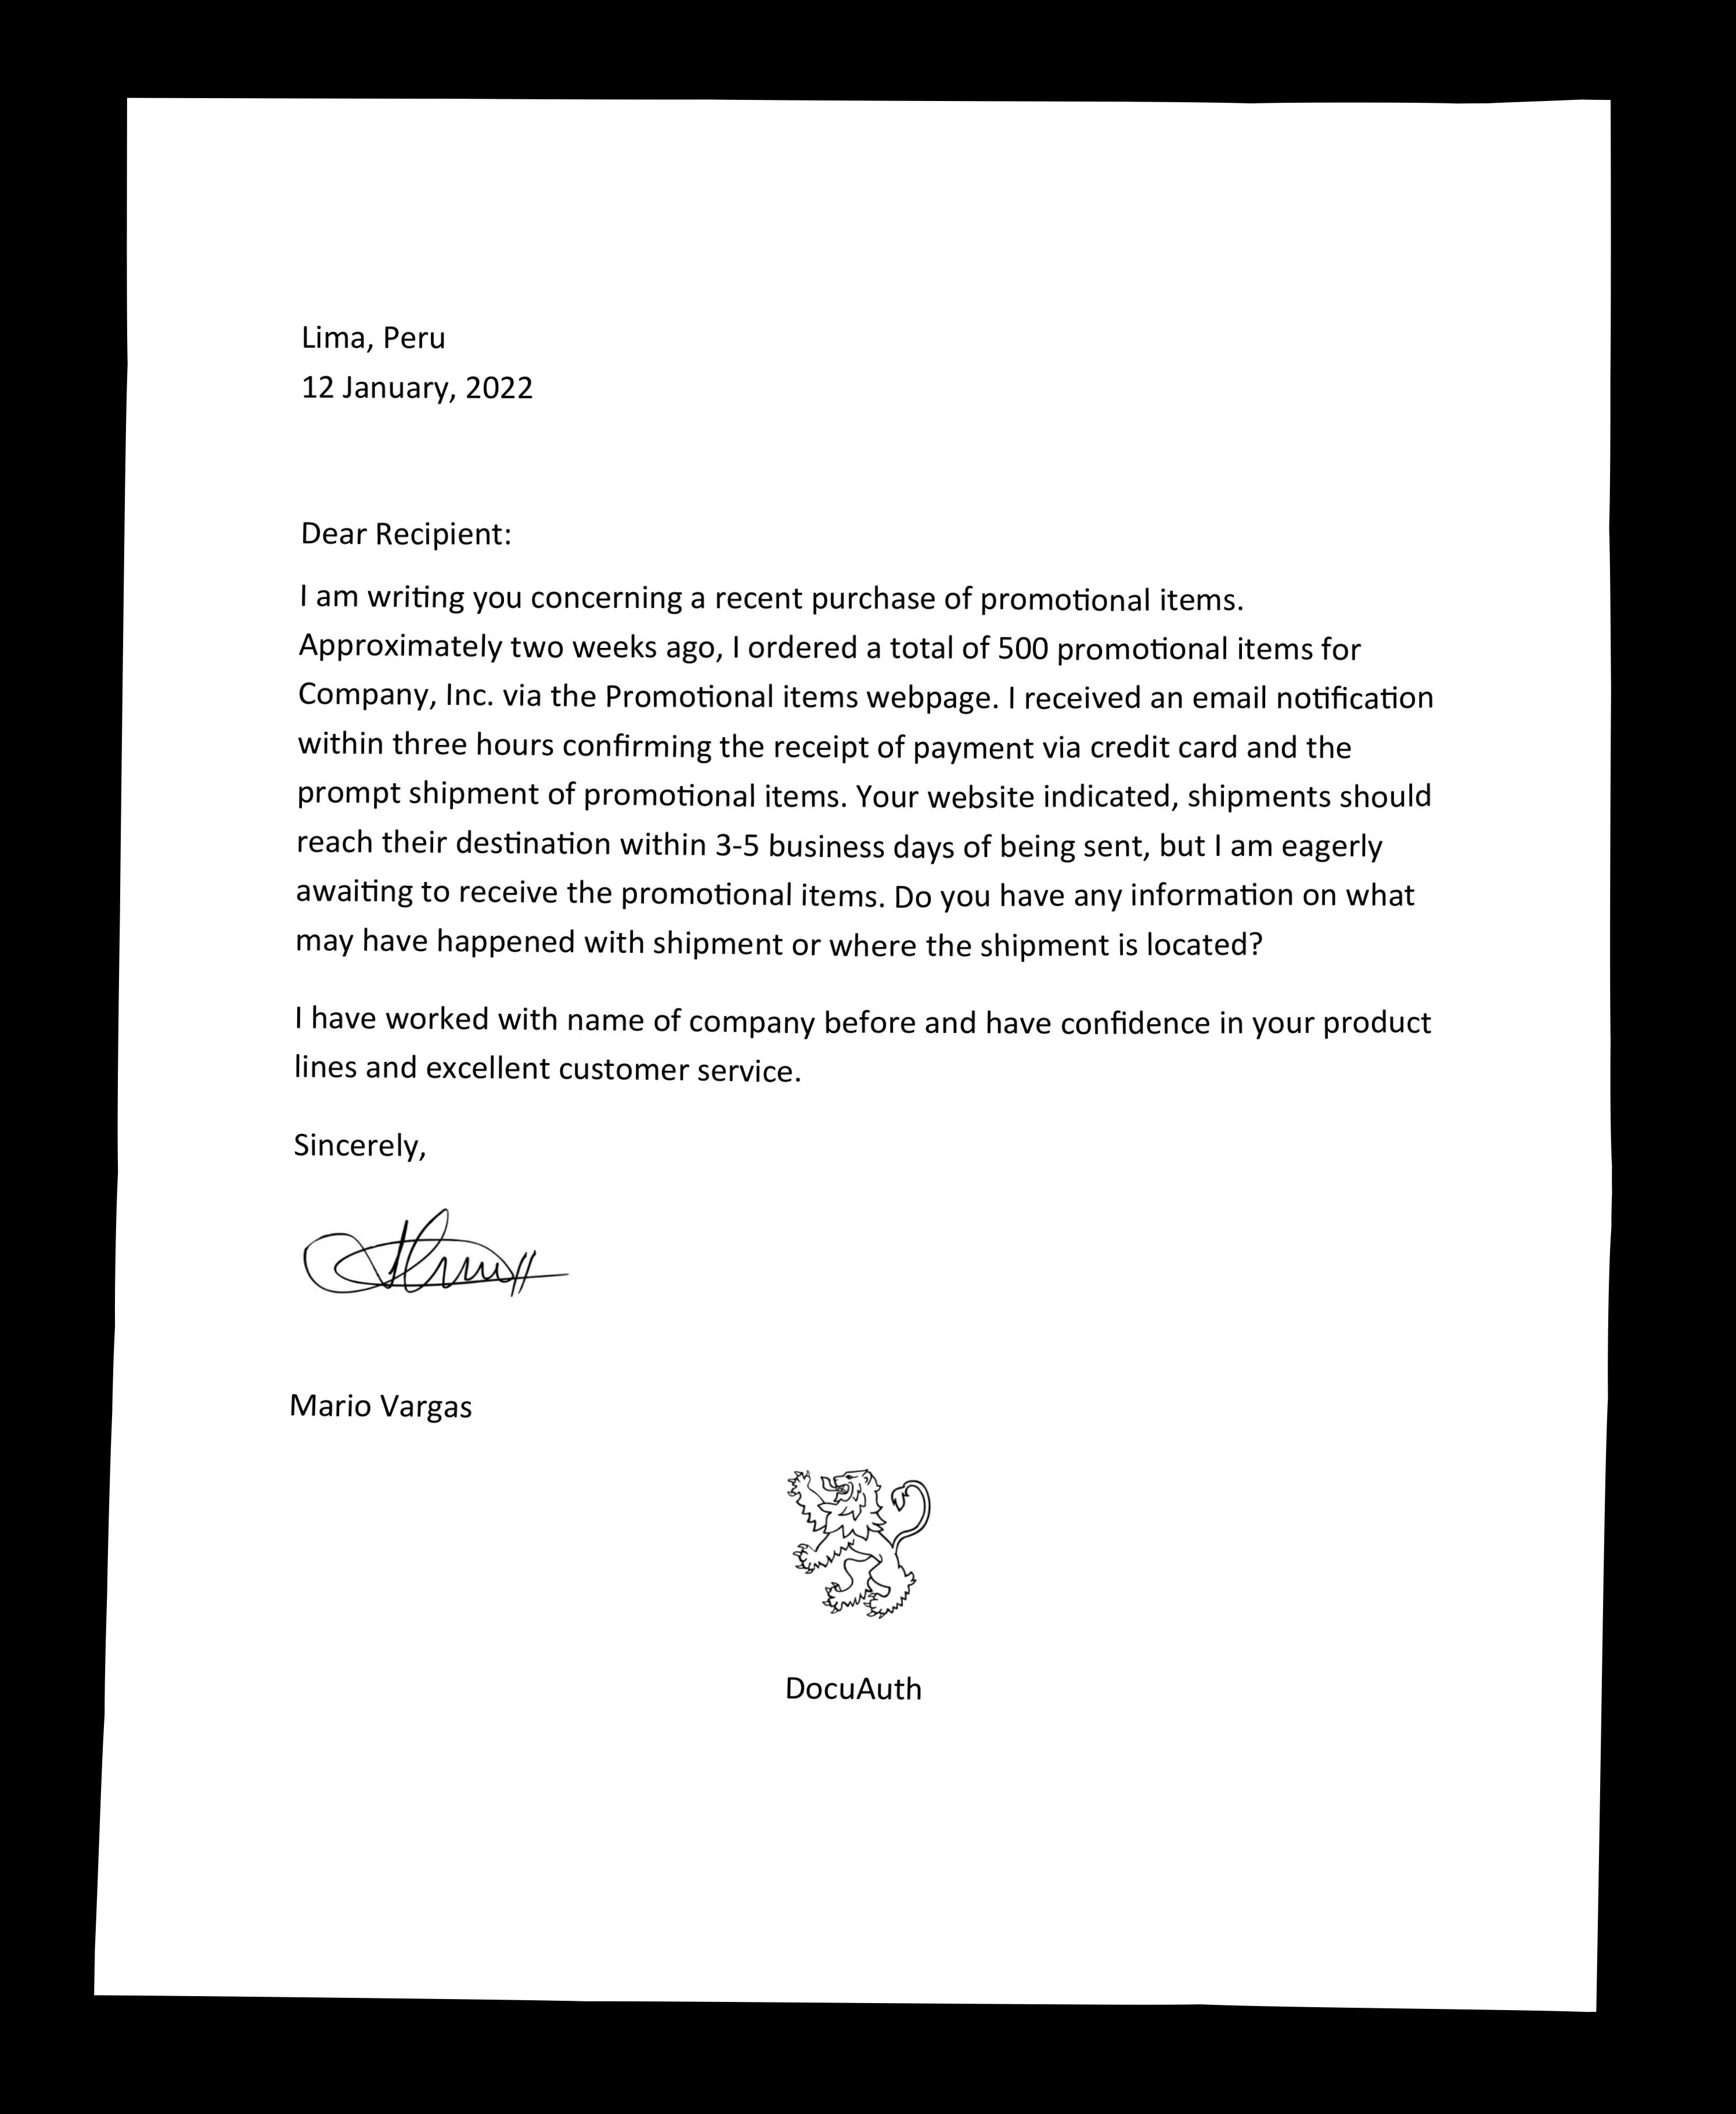 Lima, Peru
12 January, 2022
Dear Recipient:
I am writing you concerning a recent purchase of promotional items.
Approximately two weeks ago, I ordered a total of 500 promotional items for
Company, Inc. via the Promotional items webpage. I received an email notification
within three hours confirming the receipt of payment via credit card and the
prompt shipment of promotional items. Your website indicated, shipments should
reach their destination within 3-5 business days of being sent, but I am eagerly
awaiting to receive the promotional items. Do you have any information on what
may have happened with shipment or where the shipment is located?
I have worked with name of company before and have confidence in your product
lines and excellent customer service.
Sincerely,
Mario Vargas
DocuAuth